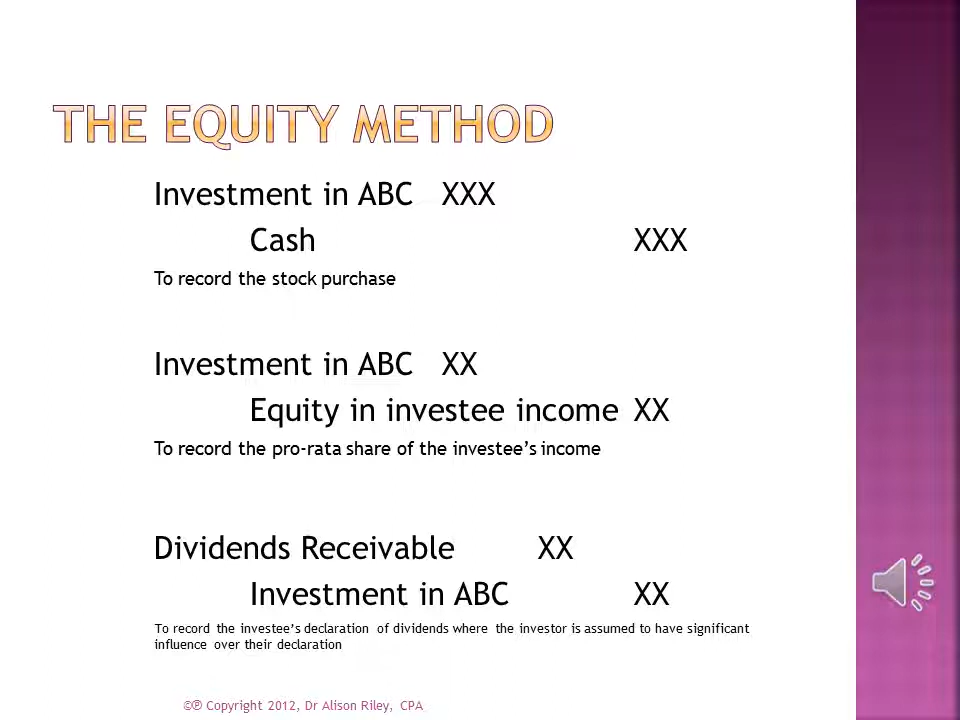 THE EQUITY METHOD
Investment in ABC XXX
Cash XXX
To record the stock purchase
Investment in ABC XX
Equity in investee income XX
To record the pro-rata share of the investee's income
Dividends Receivable XX
Investment in ABC XX
To record the investee's declaration of dividends where the investor is assumed to have significant
influence over their declaration
©℗ Copyright 2012, Dr Alison Riley, CPA